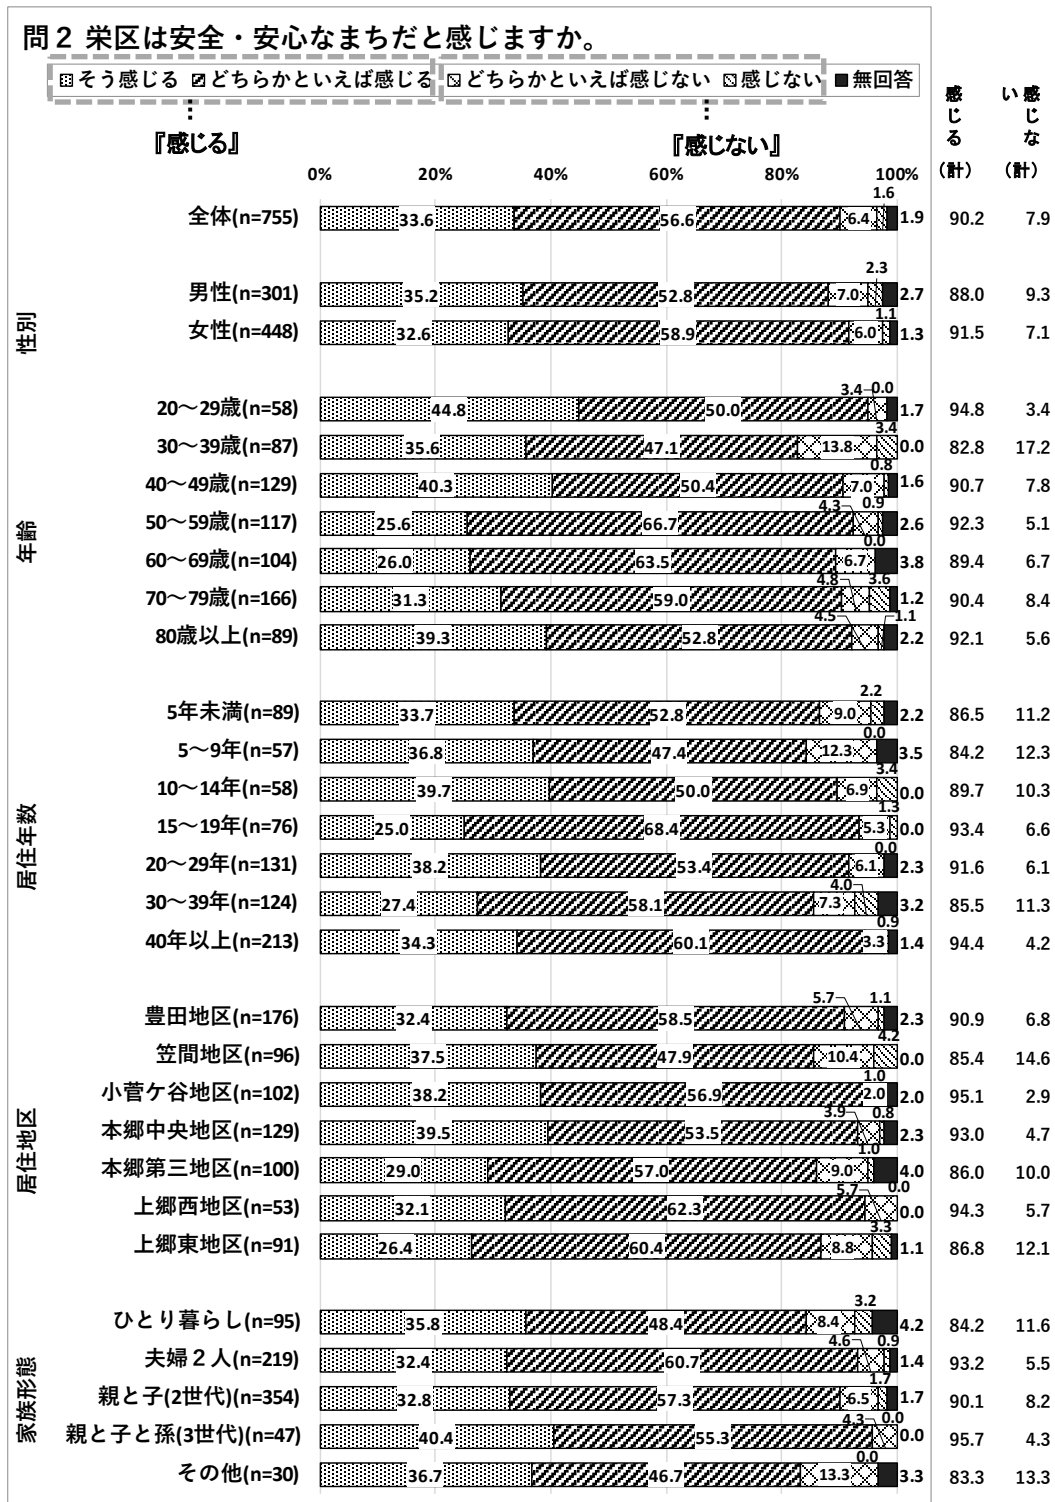 問２ 栄区は安全・安心なまちだと感じますか。
そう感じる どちらかといえば感じる どちらかといえば感じない 感じない 無回答
『感じる』 『感じない』
感じる（計） 感じない（計）
0% 20% 40% 60% 80% 100%
全体(n=755) 33.6 56.6 6.4 1.6 1.9 90.2 7.9
性別
男性(n=301) 35.2 52.8 7.0 2.3 2.7 88.0 9.3
女性(n=448) 32.6 58.9 6.0 1.1 1.3 91.5 7.1
年齢
20～29歳(n=58) 44.8 50.0 3.4 0.0 1.7 94.8 3.4
30～39歳(n=87) 35.6 47.1 13.8 3.4 0.0 82.8 17.2
40～49歳(n=129) 40.3 50.4 7.0 0.8 1.6 90.7 7.8
50～59歳(n=117) 25.6 66.7 4.3 0.9 2.6 92.3 5.1
60～69歳(n=104) 26.0 63.5 6.7 0.0 3.8 89.4 6.7
70～79歳(n=166) 31.3 59.0 4.8 3.6 1.2 90.4 8.4
80歳以上(n=89) 39.3 52.8 4.5 1.1 2.2 92.1 5.6
居住年数
5年未満(n=89) 33.7 52.8 9.0 2.2 2.2 86.5 11.2
5～9年(n=57) 36.8 47.4 12.3 0.0 3.5 84.2 12.3
10～14年(n=58) 39.7 50.0 6.9 3.4 0.0 89.7 10.3
15～19年(n=76) 25.0 68.4 5.3 1.3 0.0 93.4 6.6
20～29年(n=131) 38.2 53.4 6.1 0.0 2.3 91.6 6.1
30～39年(n=124) 27.4 58.1 7.3 4.0 3.2 85.5 11.3
40年以上(n=213) 34.3 60.1 3.3 0.9 1.4 94.4 4.2
居住地区
豊田地区(n=176) 32.4 58.5 5.7 1.1 2.3 90.9 6.8
笠間地区(n=96) 37.5 47.9 10.4 4.2 0.0 85.4 14.6
小菅ケ谷地区(n=102) 38.2 56.9 2.0 1.0 2.0 95.1 2.9
本郷中央地区(n=129) 39.5 53.5 3.9 0.8 2.3 93.0 4.7
本郷第三地区(n=100) 29.0 57.0 9.0 1.0 4.0 86.0 10.0
上郷西地区(n=53) 32.1 62.3 5.7 0.0 0.0 94.3 5.7
上郷東地区(n=91) 26.4 60.4 8.8 3.3 1.1 86.8 12.1
家族形態
ひとり暮らし(n=95) 35.8 48.4 8.4 3.2 4.2 84.2 11.6
夫婦２人(n=219) 32.4 60.7 4.6 0.9 1.4 93.2 5.5
親と子(2世代)(n=354) 32.8 57.3 6.5 1.7 1.7 90.1 8.2
親と子と孫(3世代)(n=47) 40.4 55.3 4.3 0.0 0.0 95.7 4.3
その他(n=30) 36.7 46.7 13.3 0.0 3.3 83.3 13.3